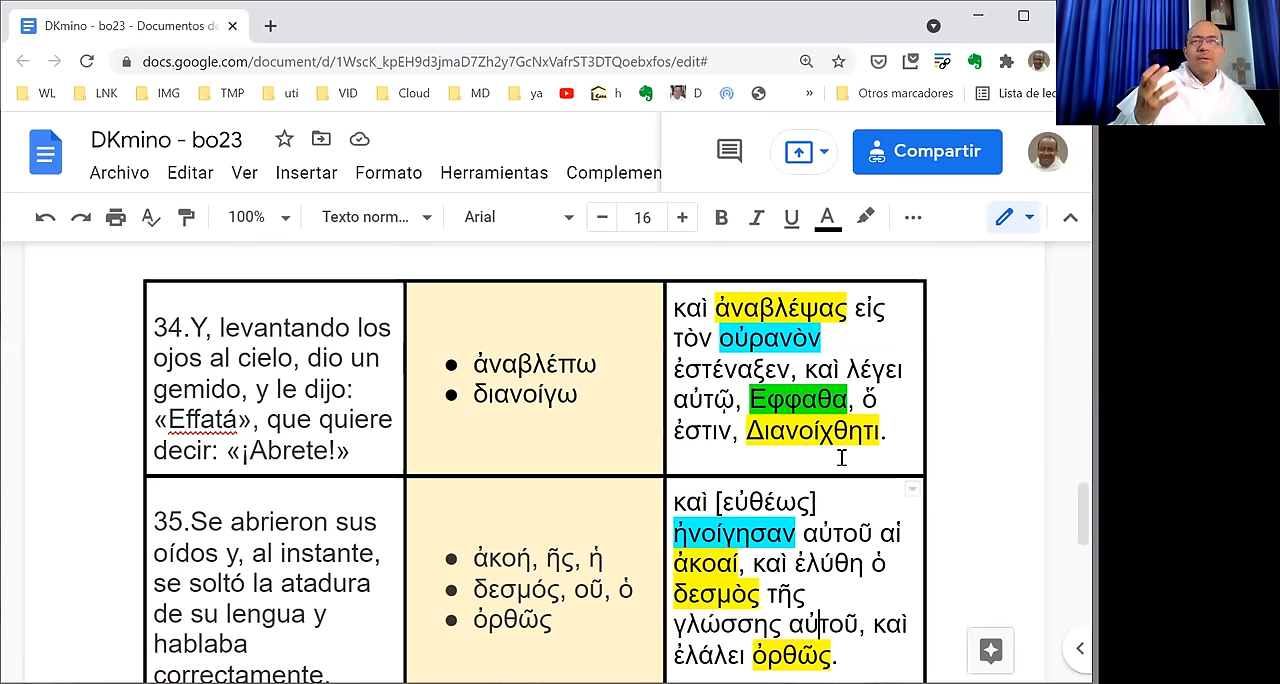 DKmino - bo23 - Documentos de
docs.google.com/document/d/1WscK_kpEH9d3jmaD7Zh2y7GcNxVafrST3DTQoebxfos/edit#
WL LNK IMG TMP uti VID Cloud MD ya h D » Otros marcadores Lista de lec
DKmino - bo23
Archivo Editar Ver Insertar Formato Herramientas Complemen
Compartir
100% Texto norm... Arial 16 B I U A
34.Y, levantando los
ojos al cielo, dio un
gemido, y le dijo:
«Effatá», que quiere
decir: «¡Abrete!»
ἀναβλέπω
διανοίγω
καὶ ἀναβλέψας εἰς
τὸν οὐρανὸν
ἐστέναξεν, καὶ λέγει
αὐτῷ, Εφφαθα, ὅ
ἐστιν, Διανοίχθητι.
35.Se abrieron sus
oídos y, al instante,
se soltó la atadura
de su lengua y
hablaba
correctamente.
ἀκοή, ῆς, ἡ
δεσμός, οῦ, ὁ
ὀρθῶς
καὶ [εὐθέως]
ἠνοίγησαν αὐτοῦ αἱ
ἀκοαί, καὶ ἐλύθη ὁ
δεσμὸς τῆς
γλώσσης αὐτοῦ, καὶ
ἐλάλει ὀρθῶς.